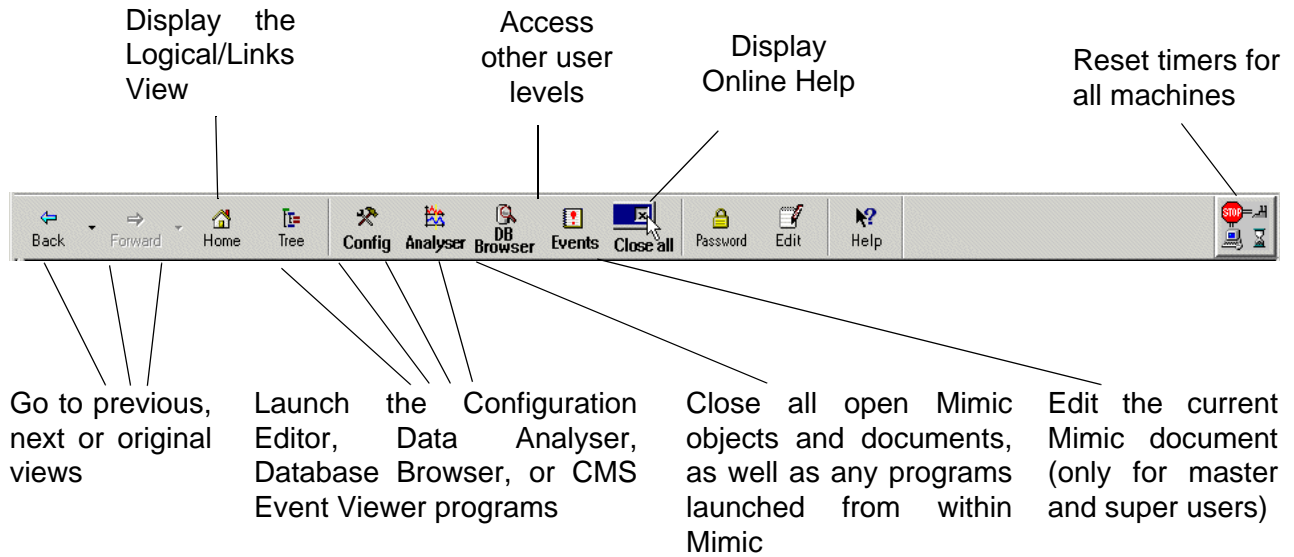 Display the
Logical/Links
View
Access
other user
levels
Display
Online Help
Reset timers for
all machines
Back
Forward
Home
Tree
Config
Analyser
DB
Browser
Events
Close all
Password
Edit
Help
STOP
Go to previous,
next or original
views
Launch the Configuration
Editor, Data Analyser,
Database Browser, or CMS
Event Viewer programs
Close all open Mimic
objects and documents,
as well as any programs
launched from within
Mimic
Edit the current
Mimic document
(only for master
and super users)